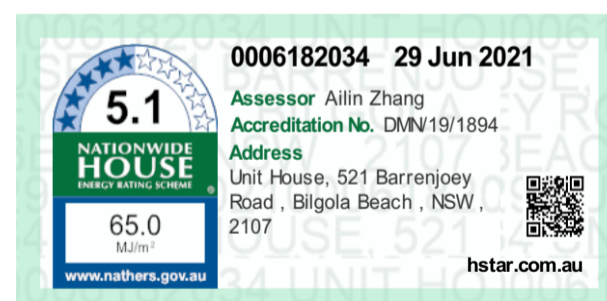 0006182034 29 Jun 2021
5.1
NATIONWIDE
HOUSE
ENERGY RATING SCHEME
®
65.0
MJ/m²
www.nathers.gov.au
Assessor Ailin Zhang
Accreditation No. DMN/19/1894
Address
Unit House, 521 Barrenjoey
Road , Bilgola Beach , NSW ,
2107
hstar.com.au